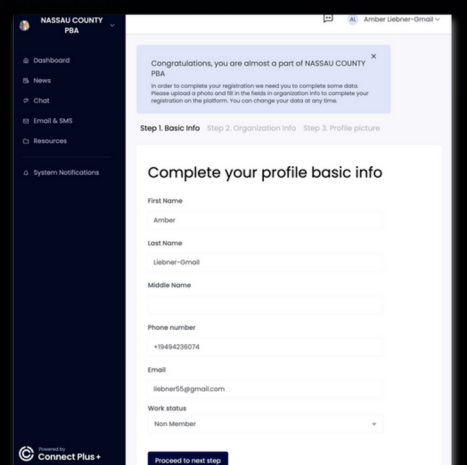 NASSAU COUNTY
PBA
AL Amber Liebner-Gmail
Dashboard
News
Chat
Email & SMS
Resources
System Notifications
Congratulations, you are almost a part of NASSAU COUNTY
PBA
In order to complete your registration we need you to complete some data.
Please upload a photo and fill in the fields in organization info to complete your
registration on the platform. You can change your data at any time.
Step 1. Basic Info Step 2. Organization Info Step 3. Profile picture
Complete your profile basic info
First Name
Amber
Last Name
Liebner-Gmail
Middle Name
Phone number
+19494236074
Email
liebner55@gmail.com
Work status
Non Member
Proceed to next step
Powered by
Connect Plus+